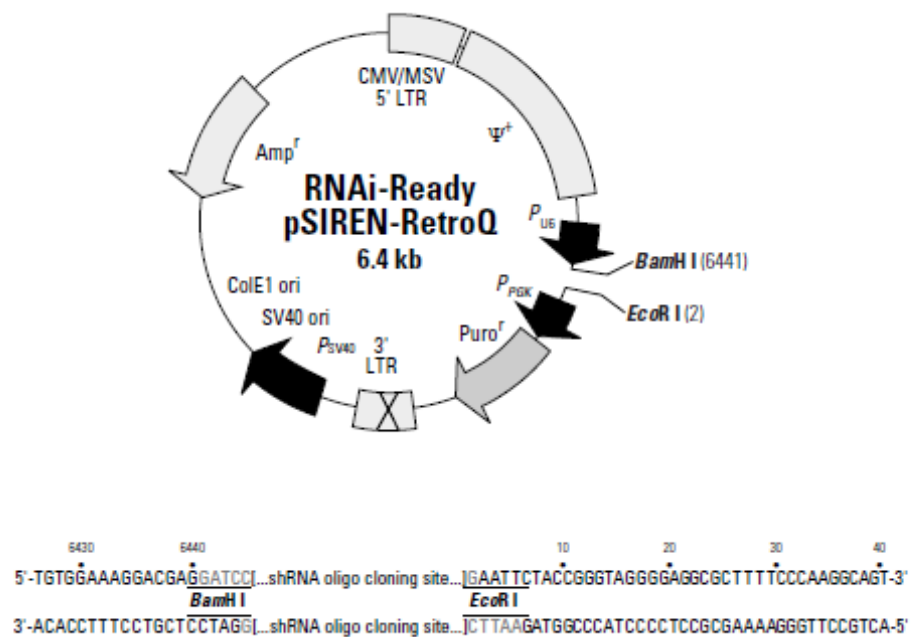 CMV/MSV
5' LTR
Ψ+
Ampr
RNAi-Ready
pSIREN-RetroQ
6.4 kb
PU6
BamH I (6441)
EcoR I (2)
PPGK
Puror
ColE1 ori
SV40 ori
PSV40
3'
LTR
6430 6440 10 20 30 40
5'-TGTGGAAAGGACGAGGATCC[...shRNA oligo cloning site...]GAATTCTACCGGGTAGGGGAGGCGCTTTTCCCAAGGCAGT-3'
BamH I EcoR I
3'-ACACCTTTCCTGCTCCTAGG[...shRNA oligo cloning site...]CTTAAGATGGCCCATCCCCTCCGCGAAAAGGGTTCCGTCA-5'